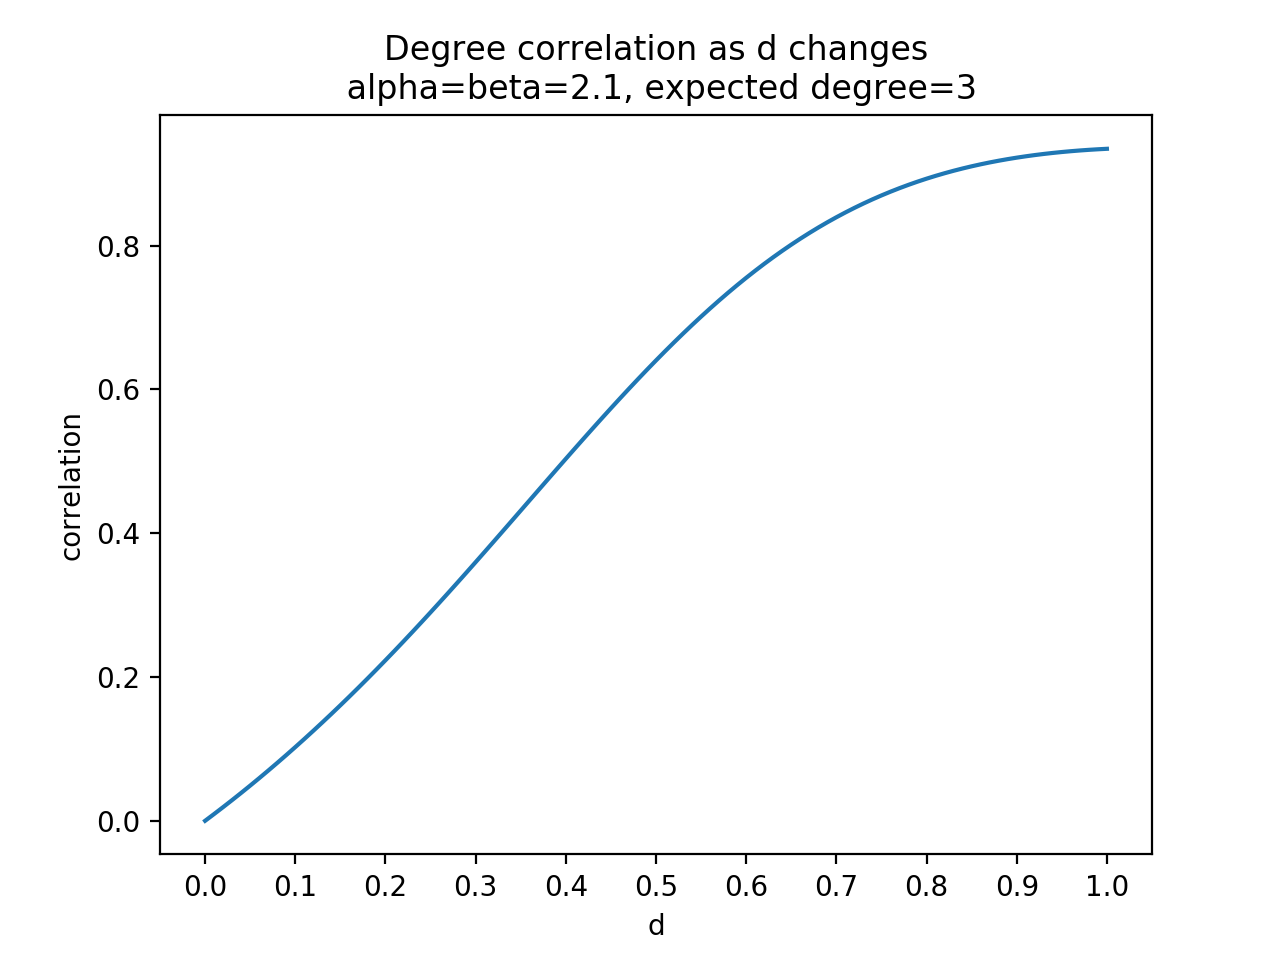 Degree correlation as d changes
alpha=beta=2.1, expected degree=3
correlation
0.8
0.6
0.4
0.2
0.0
0.0 0.1 0.2 0.3 0.4 0.5 0.6 0.7 0.8 0.9 1.0
d